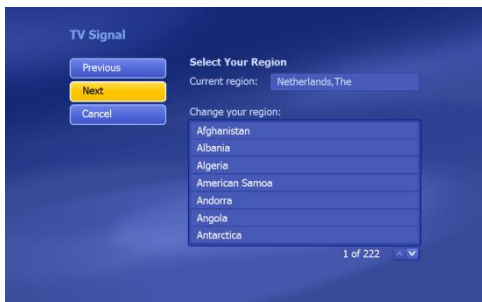 TV Signal
Previous
Next
Cancel
Select Your Region
Current region: Netherlands,The
Change your region:
Afghanistan
Albania
Algeria
American Samoa
Andorra
Angola
Antarctica
1 of 222